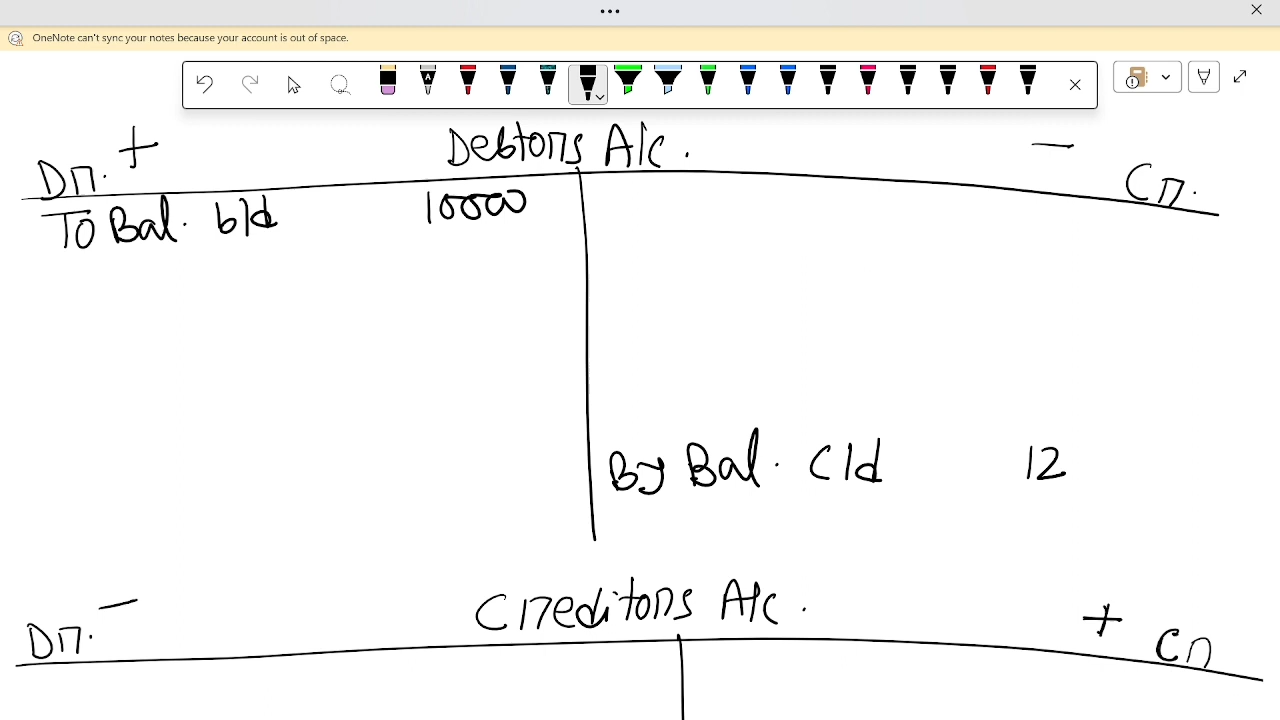 OneNote can't sync your notes because your account is out of space.
+ Debtors A/c. -
Dr. Cr.
To Bal. b/d 10000
By Bal. c/d 12
- Creditors A/c. +
Dr. Cr